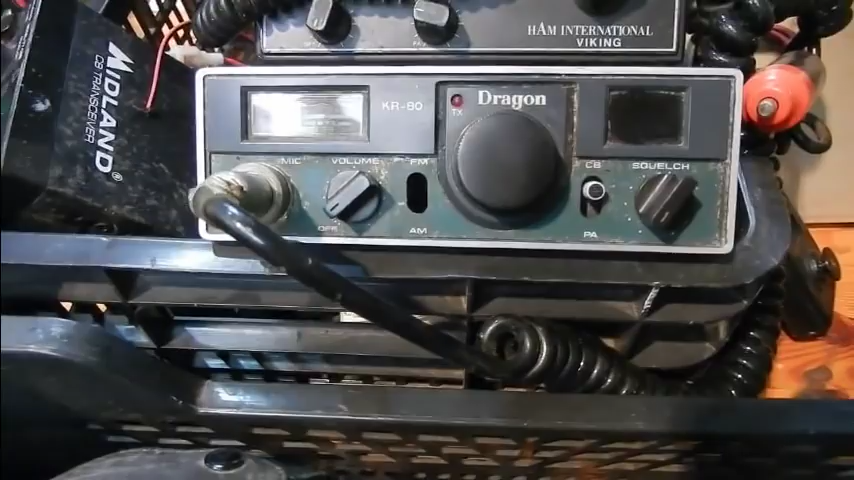 HAM INTERNATIONAL
VIKING
MIDLAND®
CB TRANSCEIVER
KR-80
TX
Dragon
MIC
VOLUME
FM
CB
SQUELCH
OFF
AM
PA